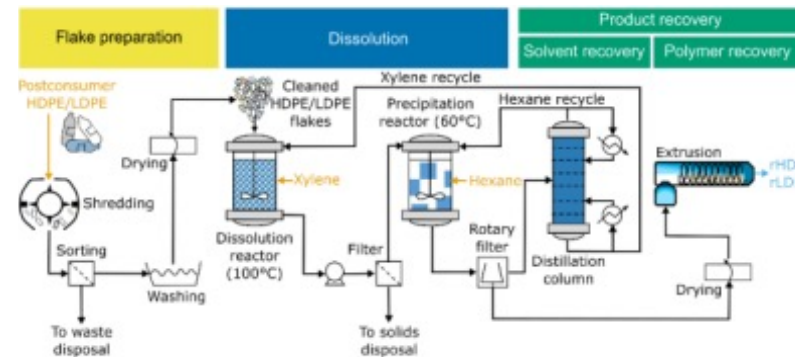 Flake preparation
Dissolution
Product recovery
Solvent recovery
Polymer recovery
Postconsumer
HDPE/LDPE
Drying
Shredding
Sorting
Washing
To waste
disposal
Cleaned
HDPE/LDPE
flakes
Xylene recycle
Xylene
Dissolution
reactor
(100°C)
Filter
To solids
disposal
Precipitation
reactor (60°C)
Hexane recycle
Hexane
Rotary
filter
Distillation
column
Extrusion
rHD
rLD
Drying